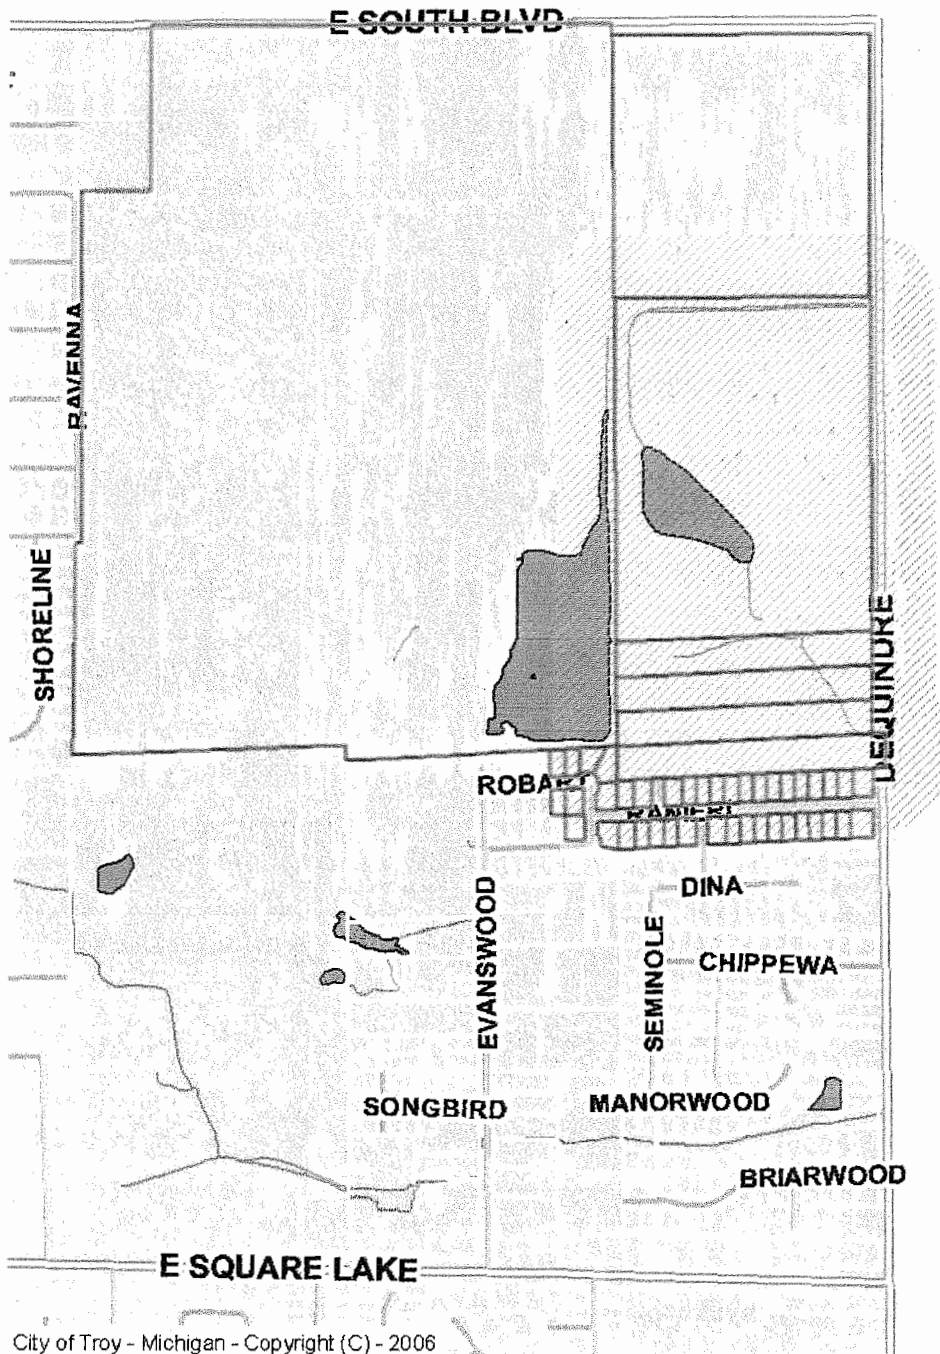 E SOUTH BLVD
RAVENNA
SHORELINE
DEQUINDRE
ROBART
DINA
EVANSWOOD
SEMINOLE
CHIPPEWA
SONGBIRD
MANORWOOD
BRIARWOOD
E SQUARE LAKE
City of Troy - Michigan - Copyright (C) - 2006